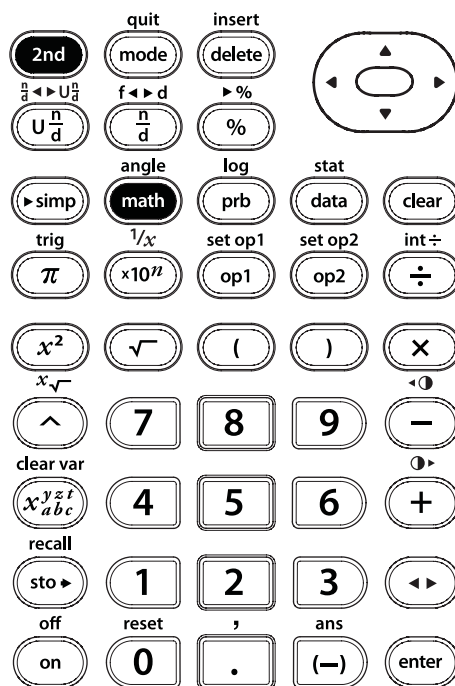 quit insert
2nd mode delete
n/d ◂▸ U n/d f ◂▸ d ▸%
U n/d n/d %
angle log stat
▸simp math prb data clear
trig 1/x set op1 set op2 int÷
π ×10ⁿ op1 op2 ÷
x² √ ( ) ×
ˣ√ ◂◑
^ 7 8 9 −
clear var ◑▸
x y z t a b c 4 5 6 +
recall
sto▸ 1 2 3 ◂▸
off reset , ans
on 0 . (−) enter